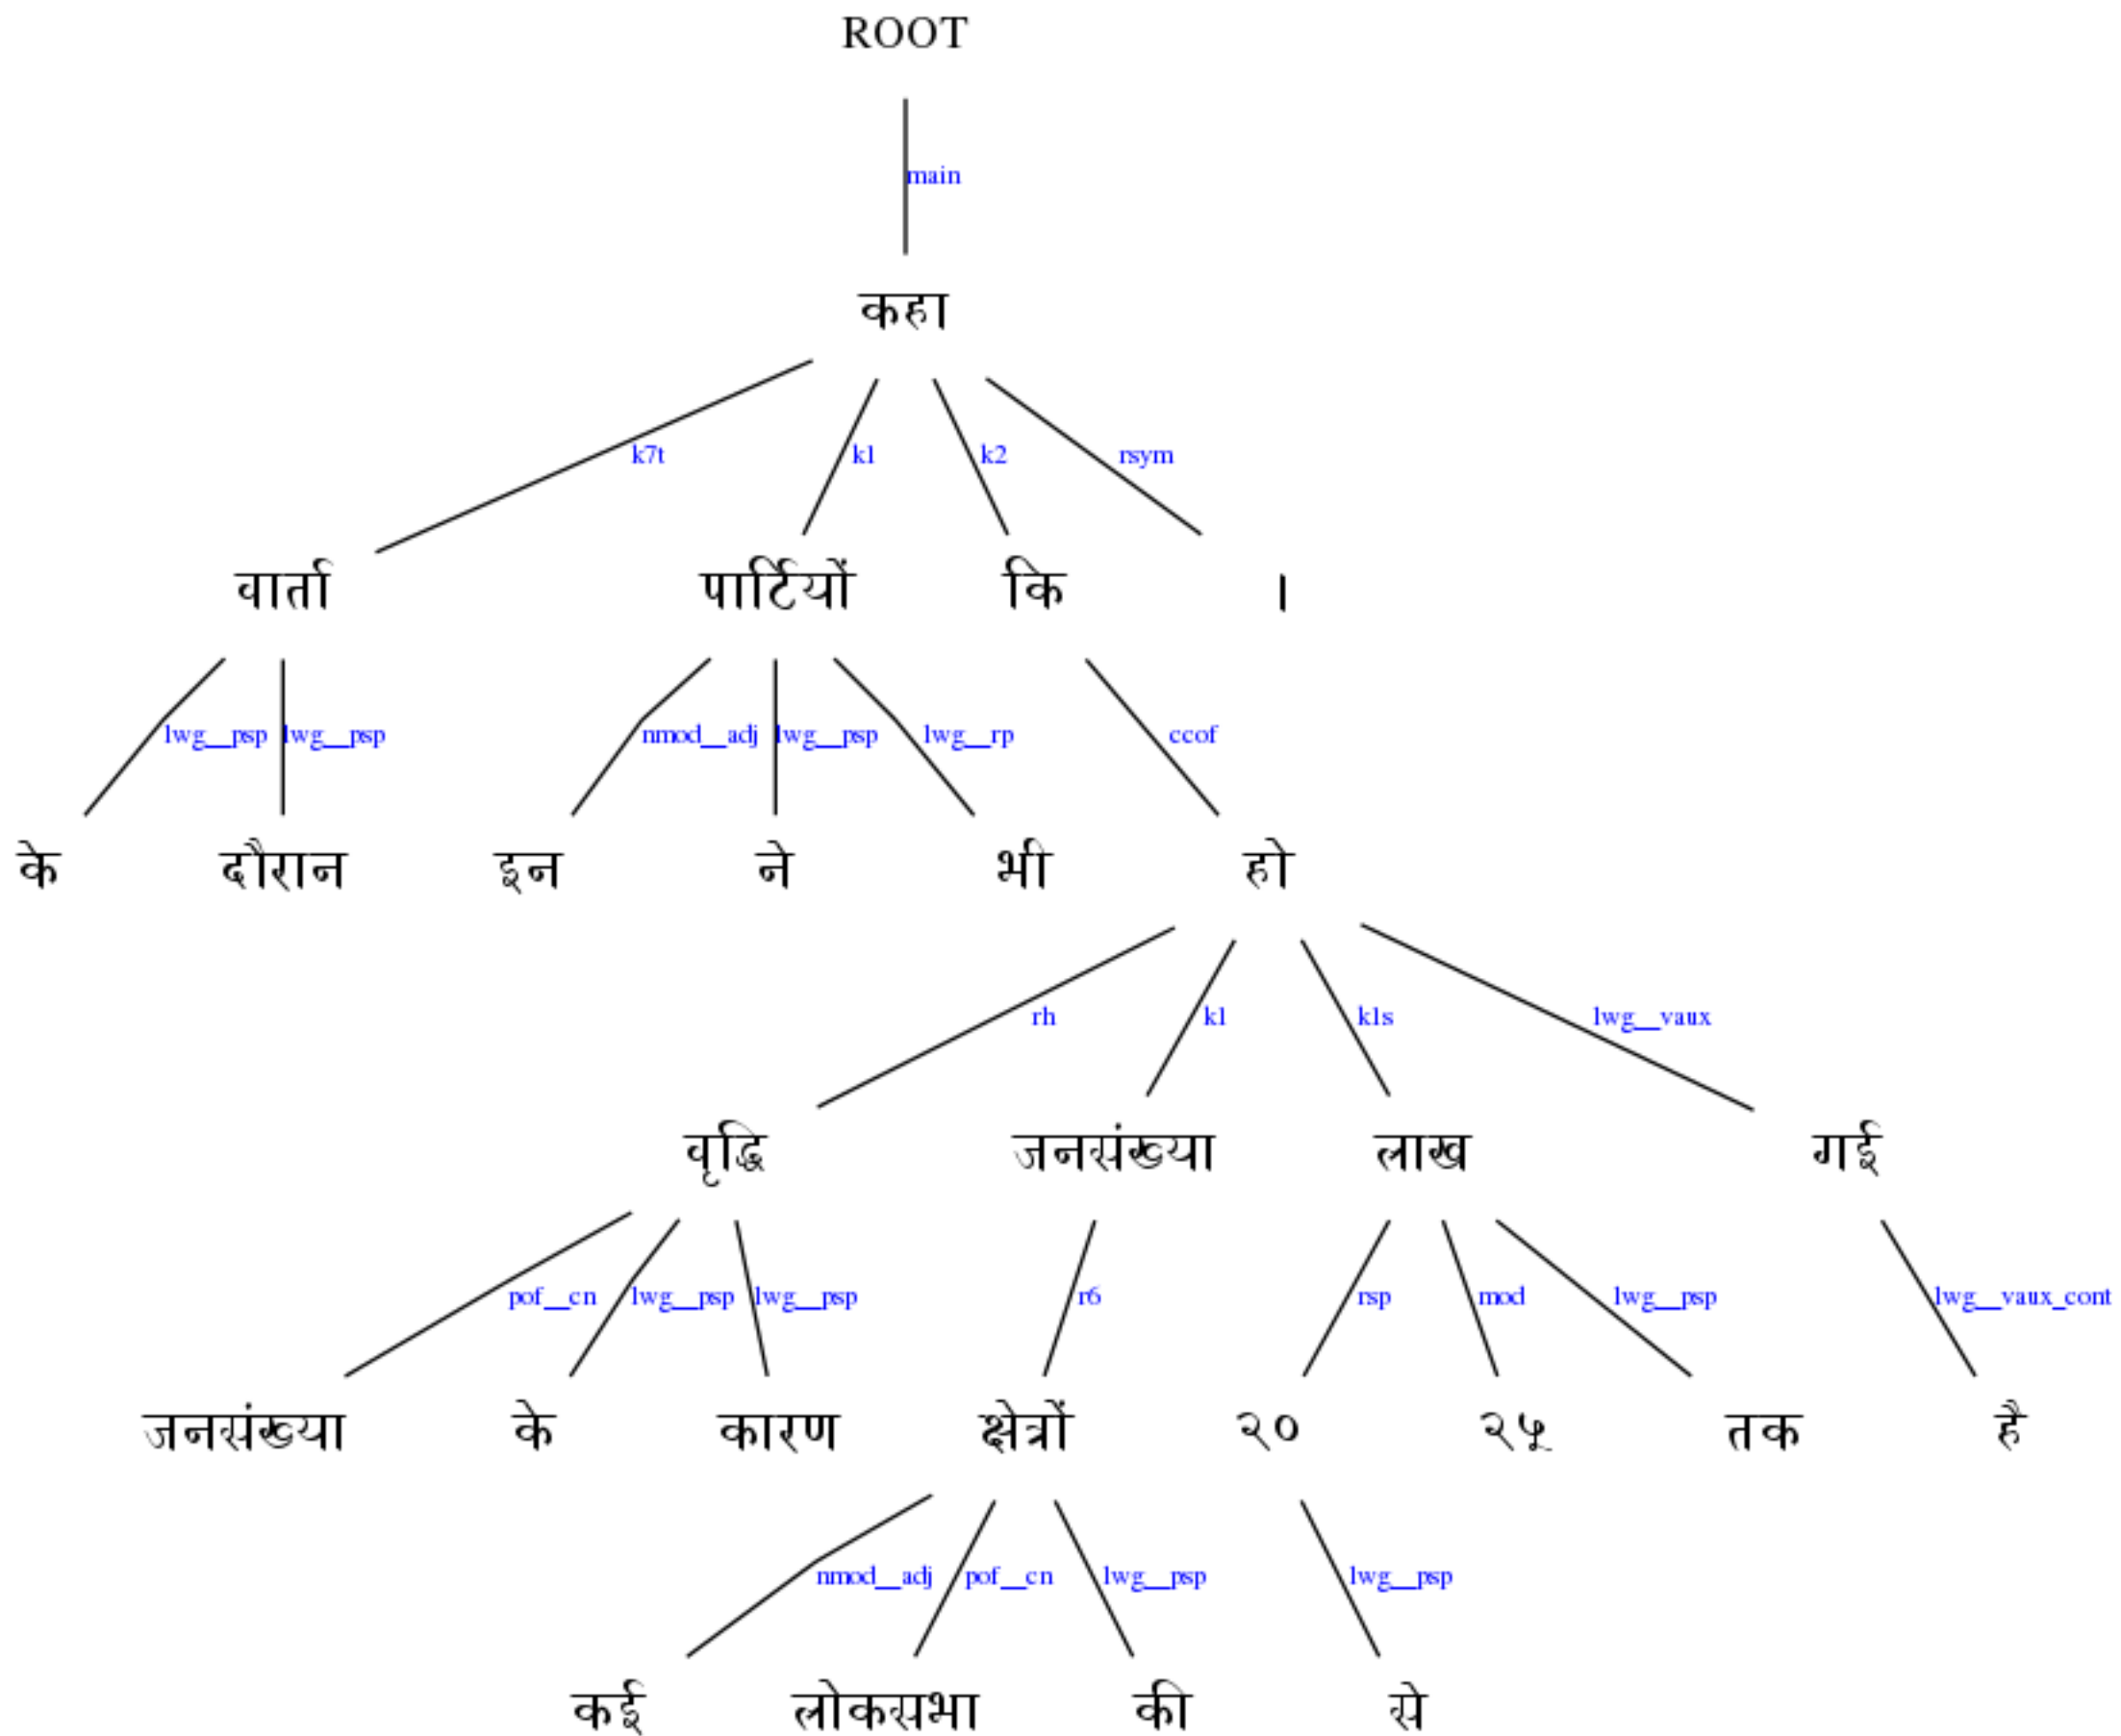 ROOT
main
कहा
k7t k1 k2 rsym
वार्ता पार्टियों कि ।
lwg__psp lwg__psp nmod__adj lwg__psp lwg__rp ccof
के दौरान इन ने भी हो
rh k1 k1s lwg__vaux
वृद्धि जनसंख्या लाख गई
pof__cn lwg__psp lwg__psp r6 rsp mod lwg__psp lwg__vaux_cont
जनसंख्या के कारण क्षेत्रों २० २५ तक है
nmod__adj pof__cn lwg__psp lwg__psp
कई लोकसभा की से